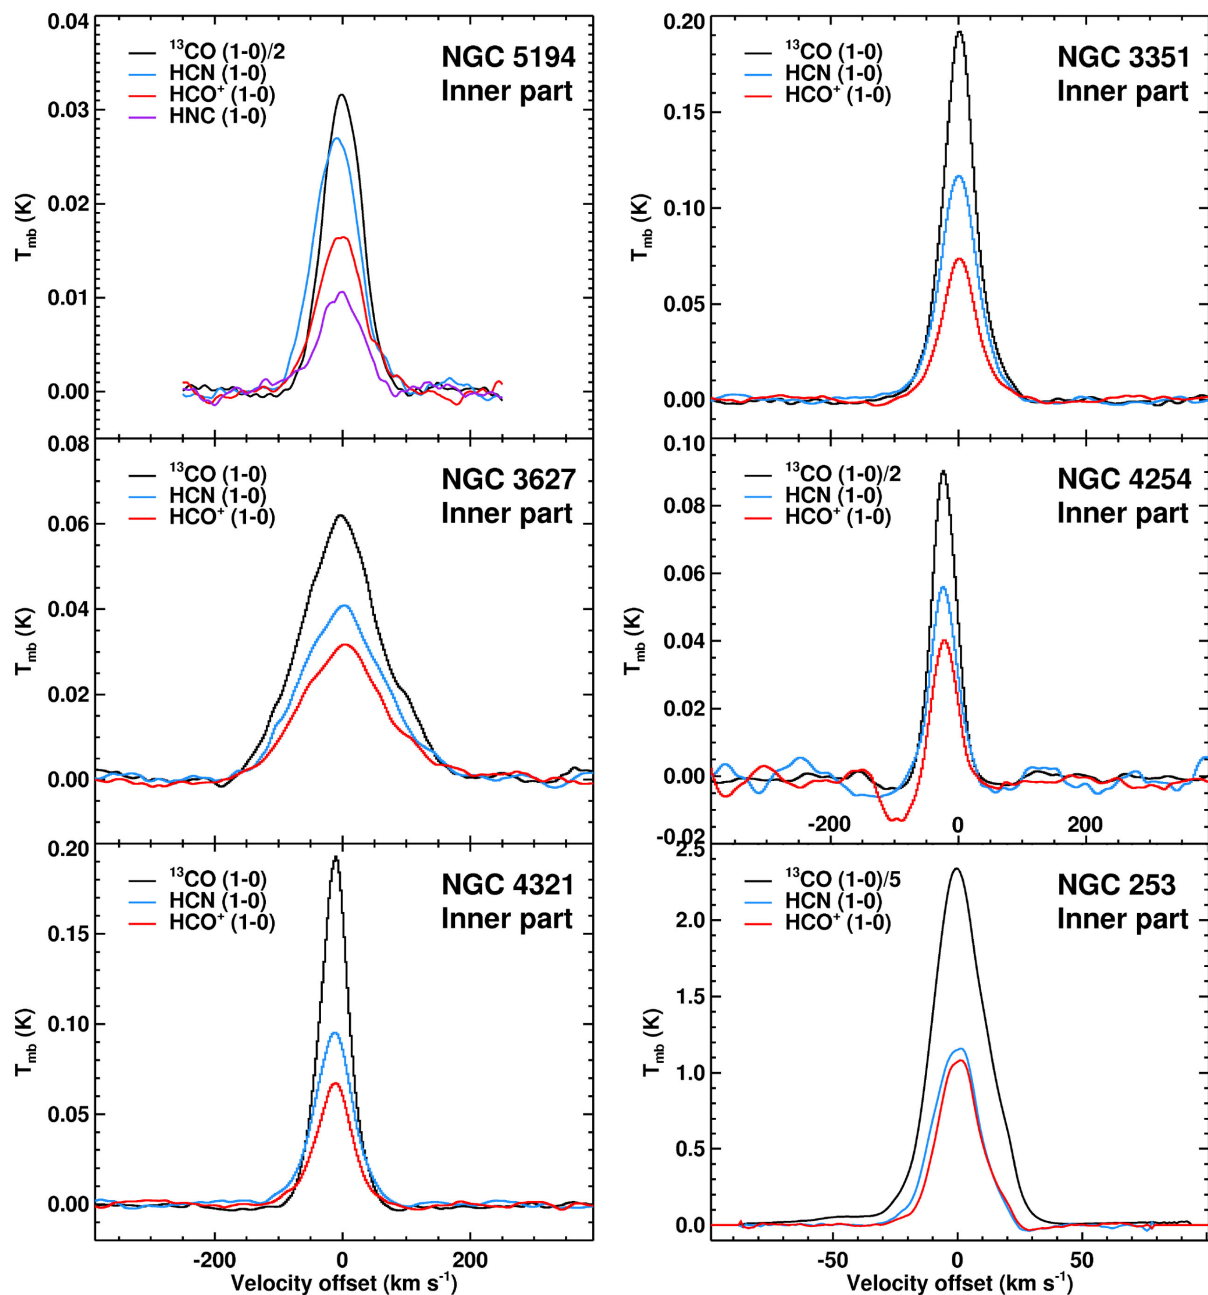 0.04
0.03
0.02
0.01
0.00
T_mb (K)
¹³CO (1-0)/2
HCN (1-0)
HCO⁺ (1-0)
HNC (1-0)
NGC 5194
Inner part
0.20
0.15
0.10
0.05
0.00
T_mb (K)
¹³CO (1-0)
HCN (1-0)
HCO⁺ (1-0)
NGC 3351
Inner part
0.08
0.06
0.04
0.02
0.00
T_mb (K)
¹³CO (1-0)
HCN (1-0)
HCO⁺ (1-0)
NGC 3627
Inner part
0.10
0.08
0.06
0.04
0.02
0.00
-0.02
T_mb (K)
¹³CO (1-0)/2
HCN (1-0)
HCO⁺ (1-0)
NGC 4254
Inner part
-200 0 200
0.20
0.15
0.10
0.05
0.00
T_mb (K)
¹³CO (1-0)
HCN (1-0)
HCO⁺ (1-0)
NGC 4321
Inner part
-200 0 200
Velocity offset (km s⁻¹)
2.5
2.0
1.5
1.0
0.5
0.0
T_mb (K)
¹³CO (1-0)/5
HCN (1-0)
HCO⁺ (1-0)
NGC 253
Inner part
-50 0 50
Velocity offset (km s⁻¹)